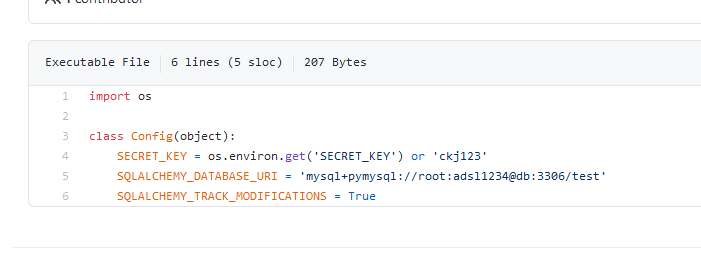 1 contributor
Executable File 6 lines (5 sloc) 207 Bytes
1 import os
2
3 class Config(object):
4 SECRET_KEY = os.environ.get('SECRET_KEY') or 'ckj123'
5 SQLALCHEMY_DATABASE_URI = 'mysql+pymysql://root:adsl1234@db:3306/test'
6 SQLALCHEMY_TRACK_MODIFICATIONS = True